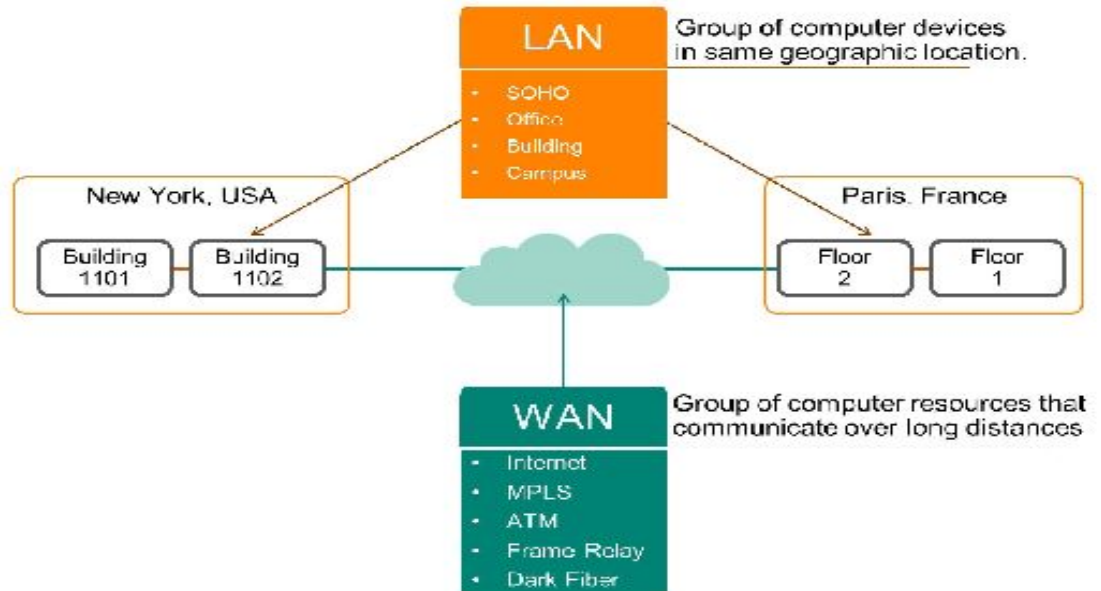 LAN
Group of computer devices
in same geographic location.
• SOHO
• Office
• Building
• Campus
New York, USA
Building
1101
Building
1102
Paris, France
Floor
2
Floor
1
WAN
Group of computer resources that
communicate over long distances
• Internet
• MPLS
• ATM
• Frame Relay
• Dark Fiber